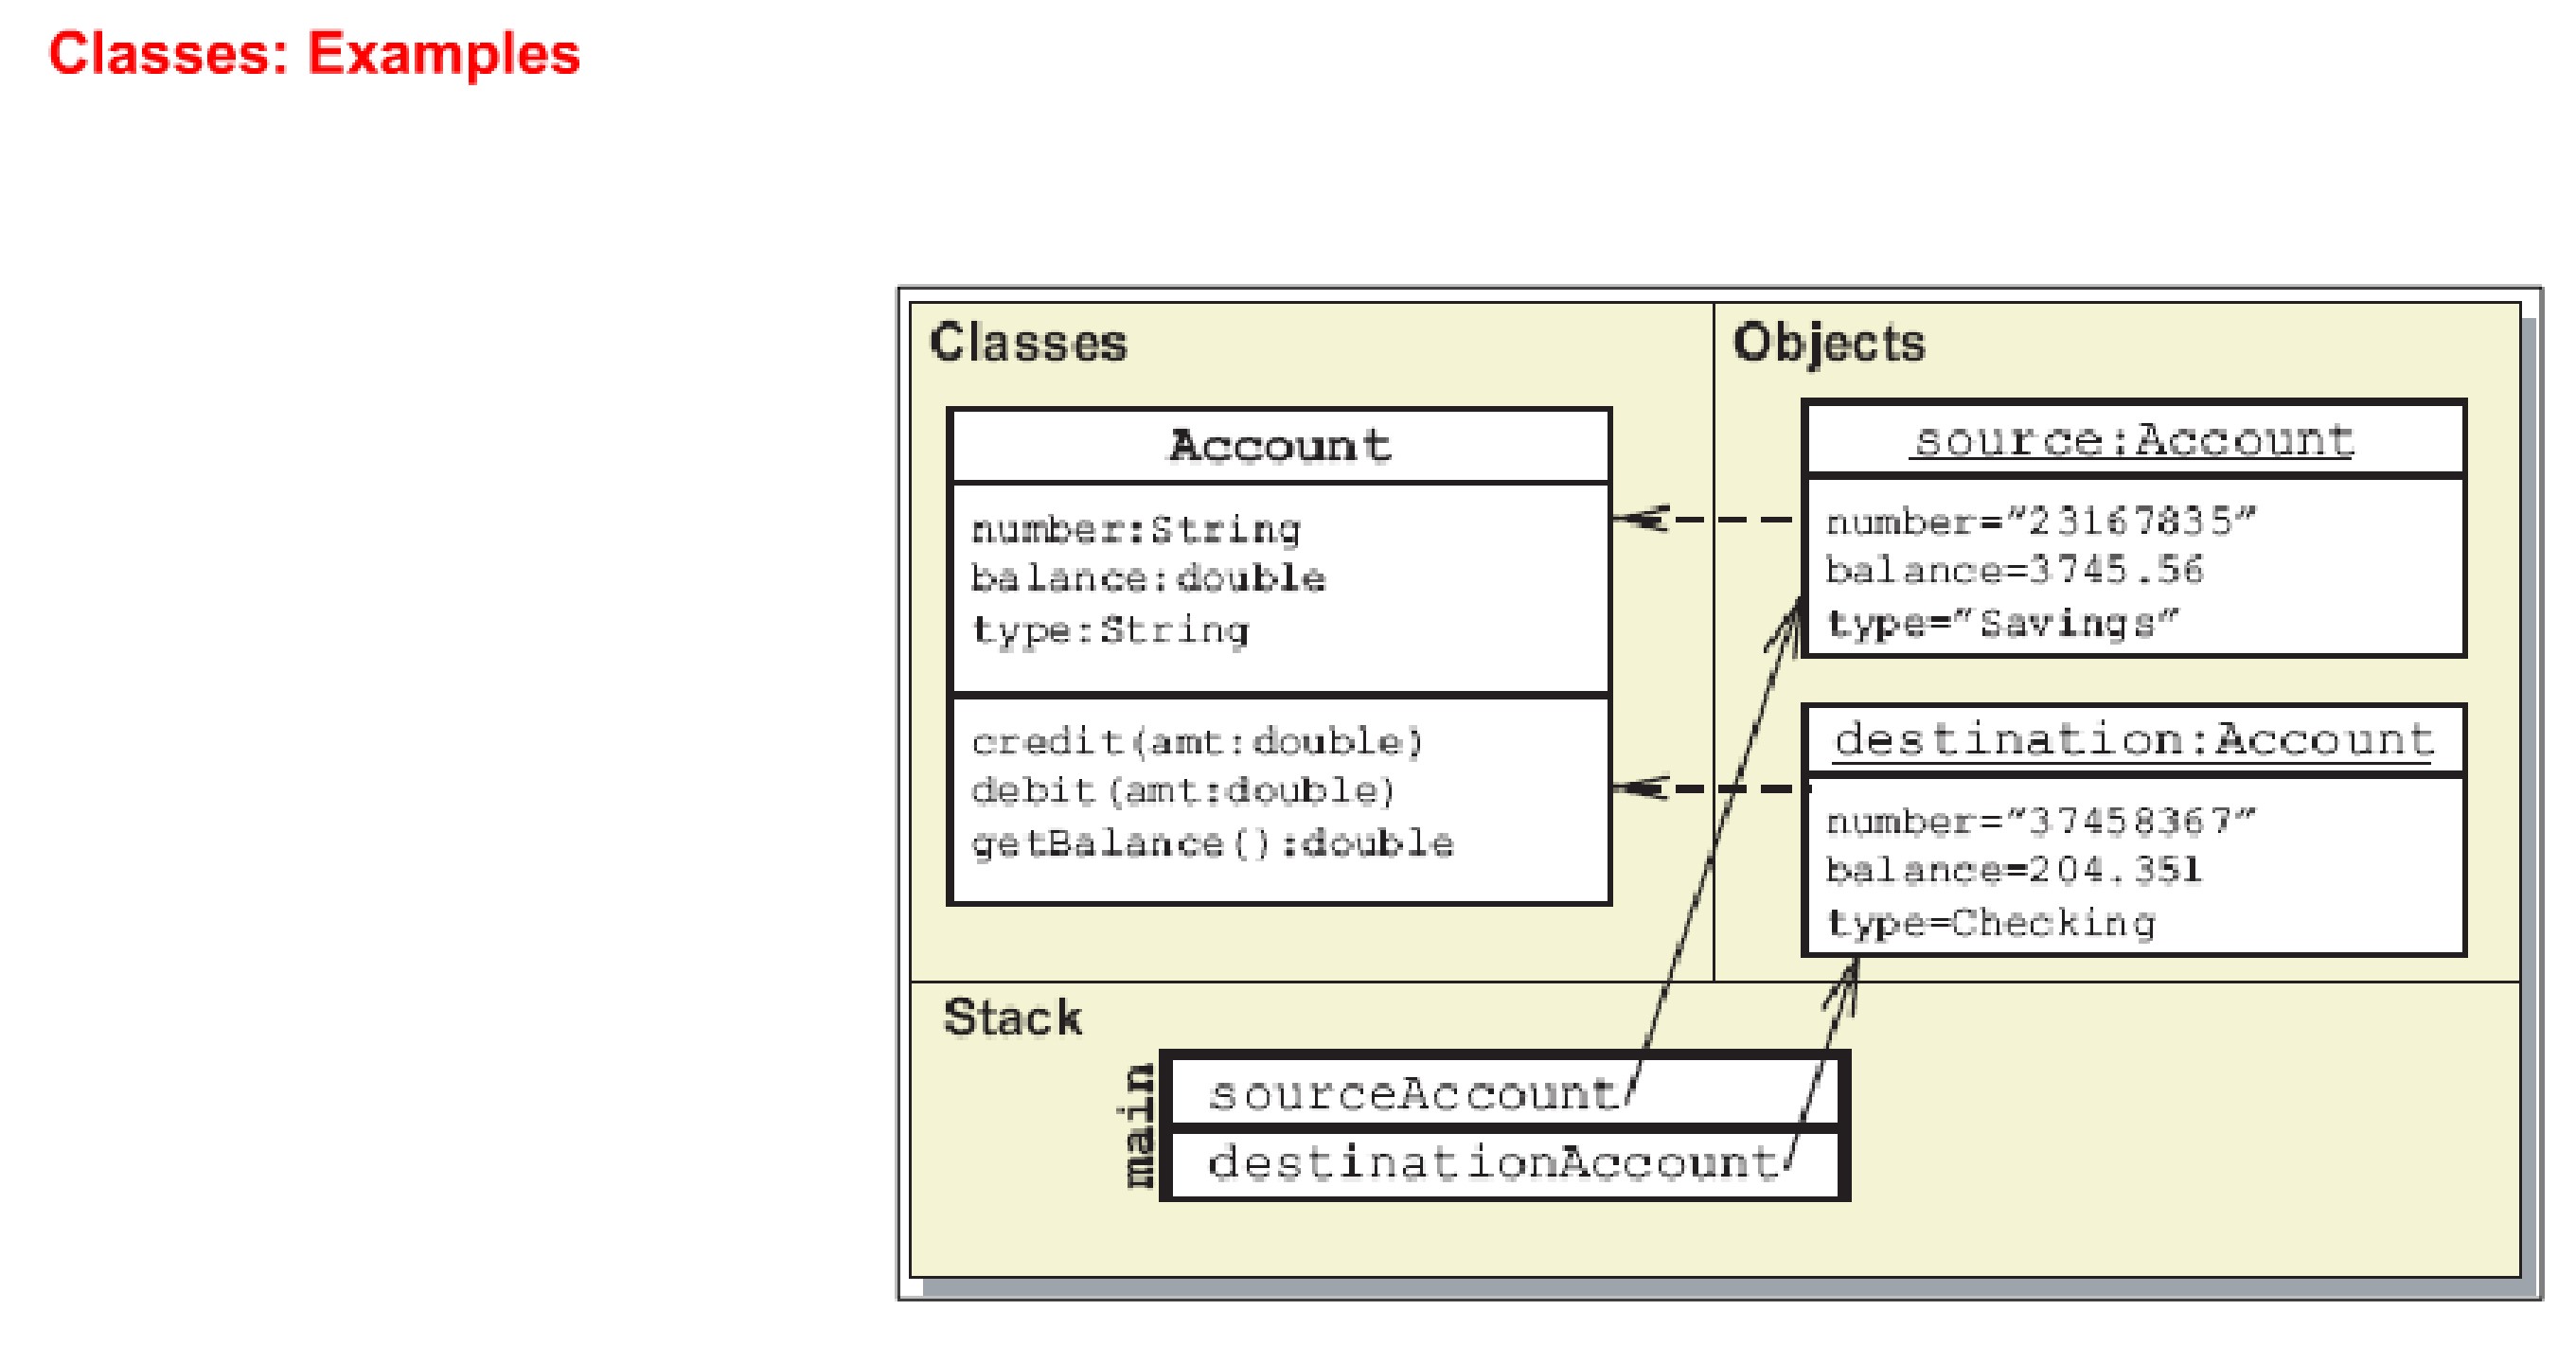 Classes: Examples
Classes
Account
number:String
balance:double
type:String
credit(amt:double)
debit(amt:double)
getBalance():double
Objects
source:Account
number=”23167835”
balance=3745.56
type=”Savings”
destination:Account
number=”37458367”
balance=204.351
type=Checking
Stack
main
sourceAccount
destinationAccount